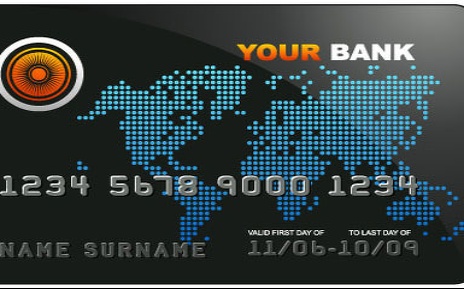 YOUR BANK
1234 5678 9000 1234
VALID FIRST DAY OF TO LAST DAY OF
11/06-10/09
NAME SURNAME